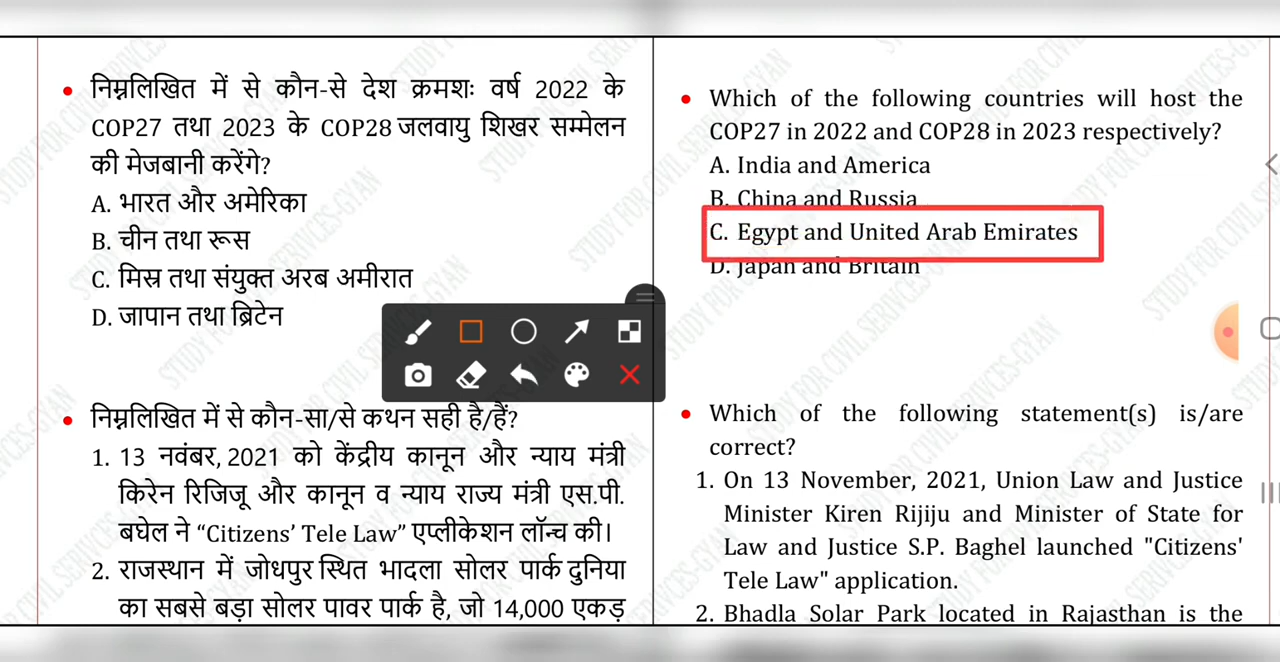 निम्नलिखित में से कौन-से देश क्रमशः वर्ष 2022 के
COP27 तथा 2023 के COP28 जलवायु शिखर सम्मेलन
की मेजबानी करेंगे?
A. भारत और अमेरिका
B. चीन तथा रूस
C. मिस्र तथा संयुक्त अरब अमीरात
D. जापान तथा ब्रिटेन
निम्नलिखित में से कौन-सा/से कथन सही है/हैं?
1. 13 नवंबर, 2021 को केंद्रीय कानून और न्याय मंत्री
किरेन रिजिजू और कानून व न्याय राज्य मंत्री एस.पी.
बघेल ने “Citizens’ Tele Law” एप्लीकेशन लॉन्च की।
2. राजस्थान में जोधपुर स्थित भादला सोलर पार्क दुनिया
का सबसे बड़ा सोलर पावर पार्क है, जो 14,000 एकड़
Which of the following countries will host the
COP27 in 2022 and COP28 in 2023 respectively?
A. India and America
B. China and Russia
C. Egypt and United Arab Emirates
D. Japan and Britain
Which of the following statement(s) is/are
correct?
1. On 13 November, 2021, Union Law and Justice
Minister Kiren Rijiju and Minister of State for
Law and Justice S.P. Baghel launched "Citizens'
Tele Law" application.
2. Bhadla Solar Park located in Rajasthan is the